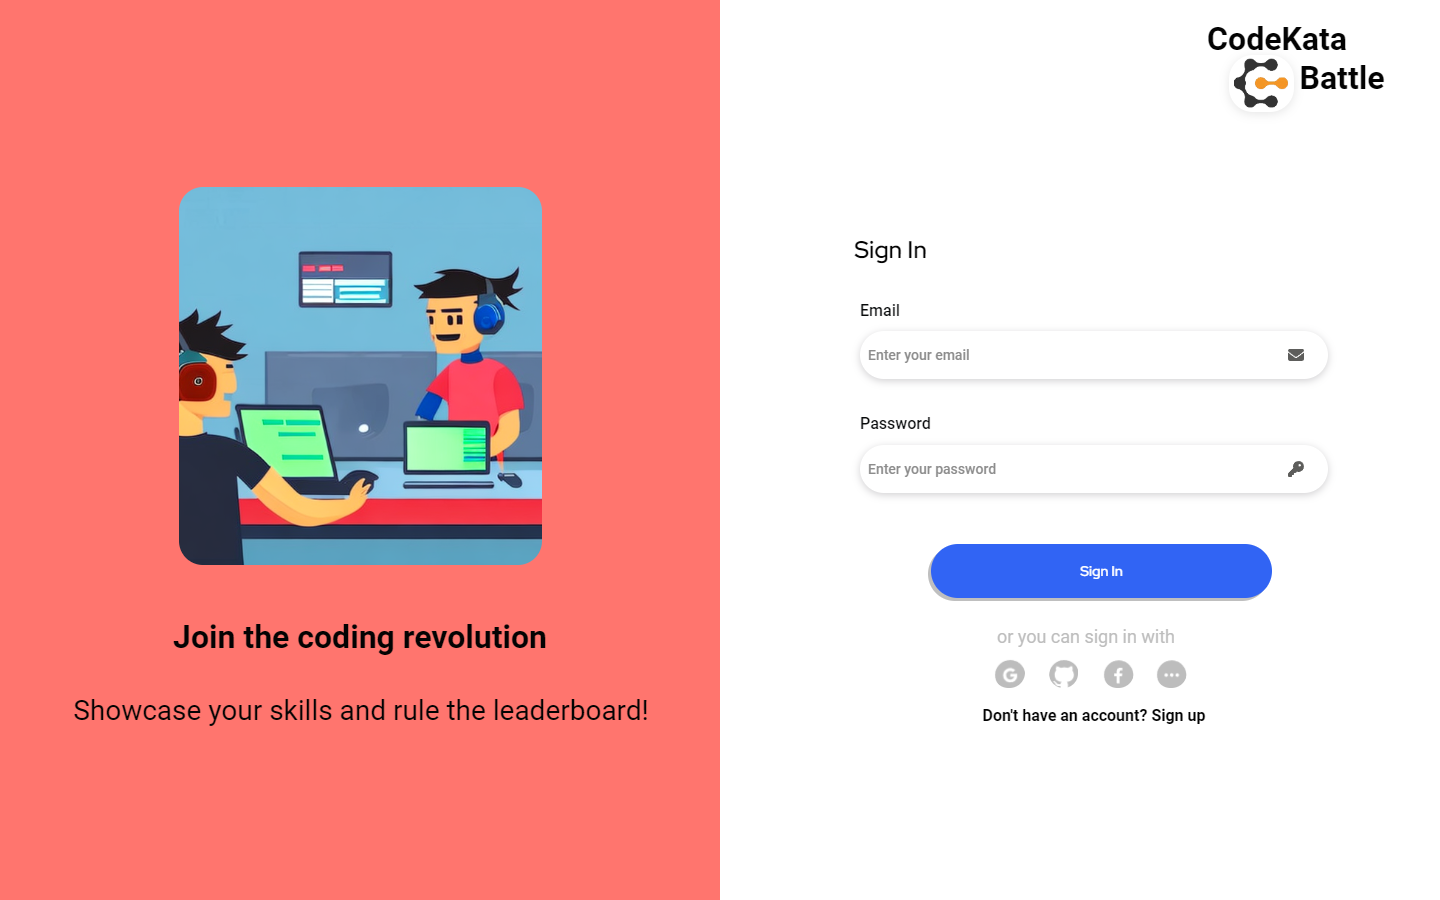 Join the coding revolution
Showcase your skills and rule the leaderboard!
CodeKata
Battle
Sign In
Email
Enter your email
Password
Enter your password
Sign In
or you can sign in with
Don't have an account? Sign up